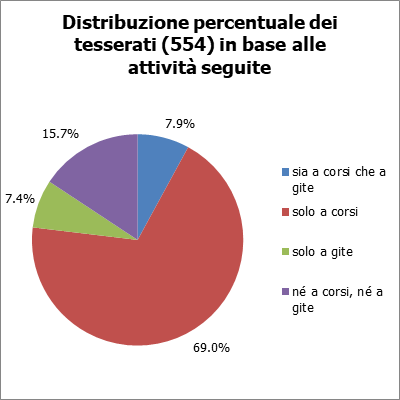 Distribuzione percentuale dei
tesserati (554) in base alle
attività seguite
7.9%
15.7%
7.4%
69.0%
sia a corsi che a
gite
solo a corsi
solo a gite
né a corsi, né a
gite